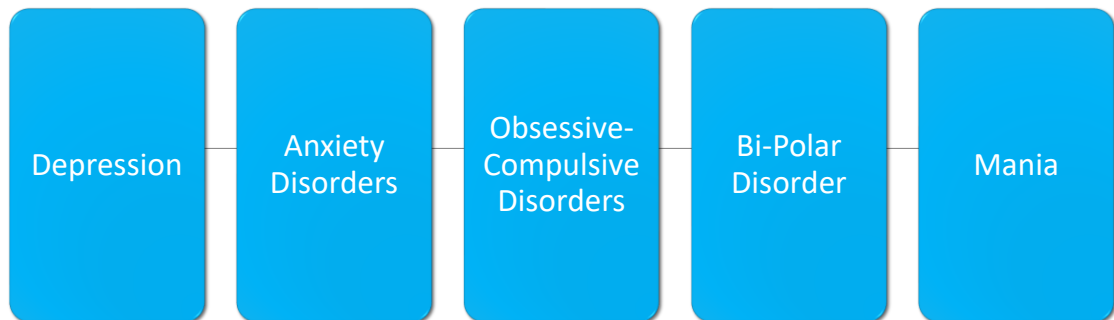 Depression
Anxiety
Disorders
Obsessive-
Compulsive
Disorders
Bi-Polar
Disorder
Mania